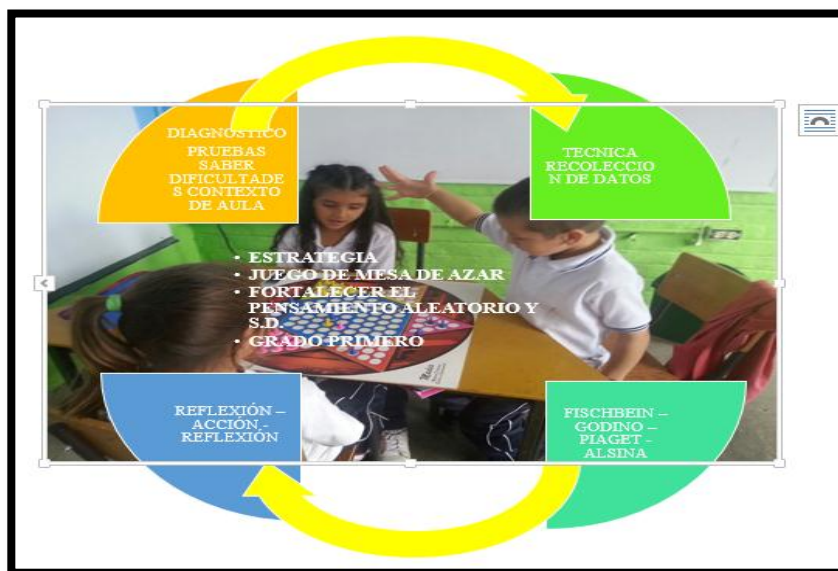 DIAGNOSTICO
PRUEBAS
SABER
DIFICULTADE
S CONTEXTO
DE AULA
TECNICA
RECOLECCIO
N DE DATOS
• ESTRATEGIA
• JUEGO DE MESA DE AZAR
• FORTALECER EL
PENSAMIENTO ALEATORIO Y
S.D.
• GRADO PRIMERO
REFLEXIÓN –
ACCIÓN -
REFLEXIÓN
FISCHBEIN –
GODINO –
PIAGET -
ALSINA